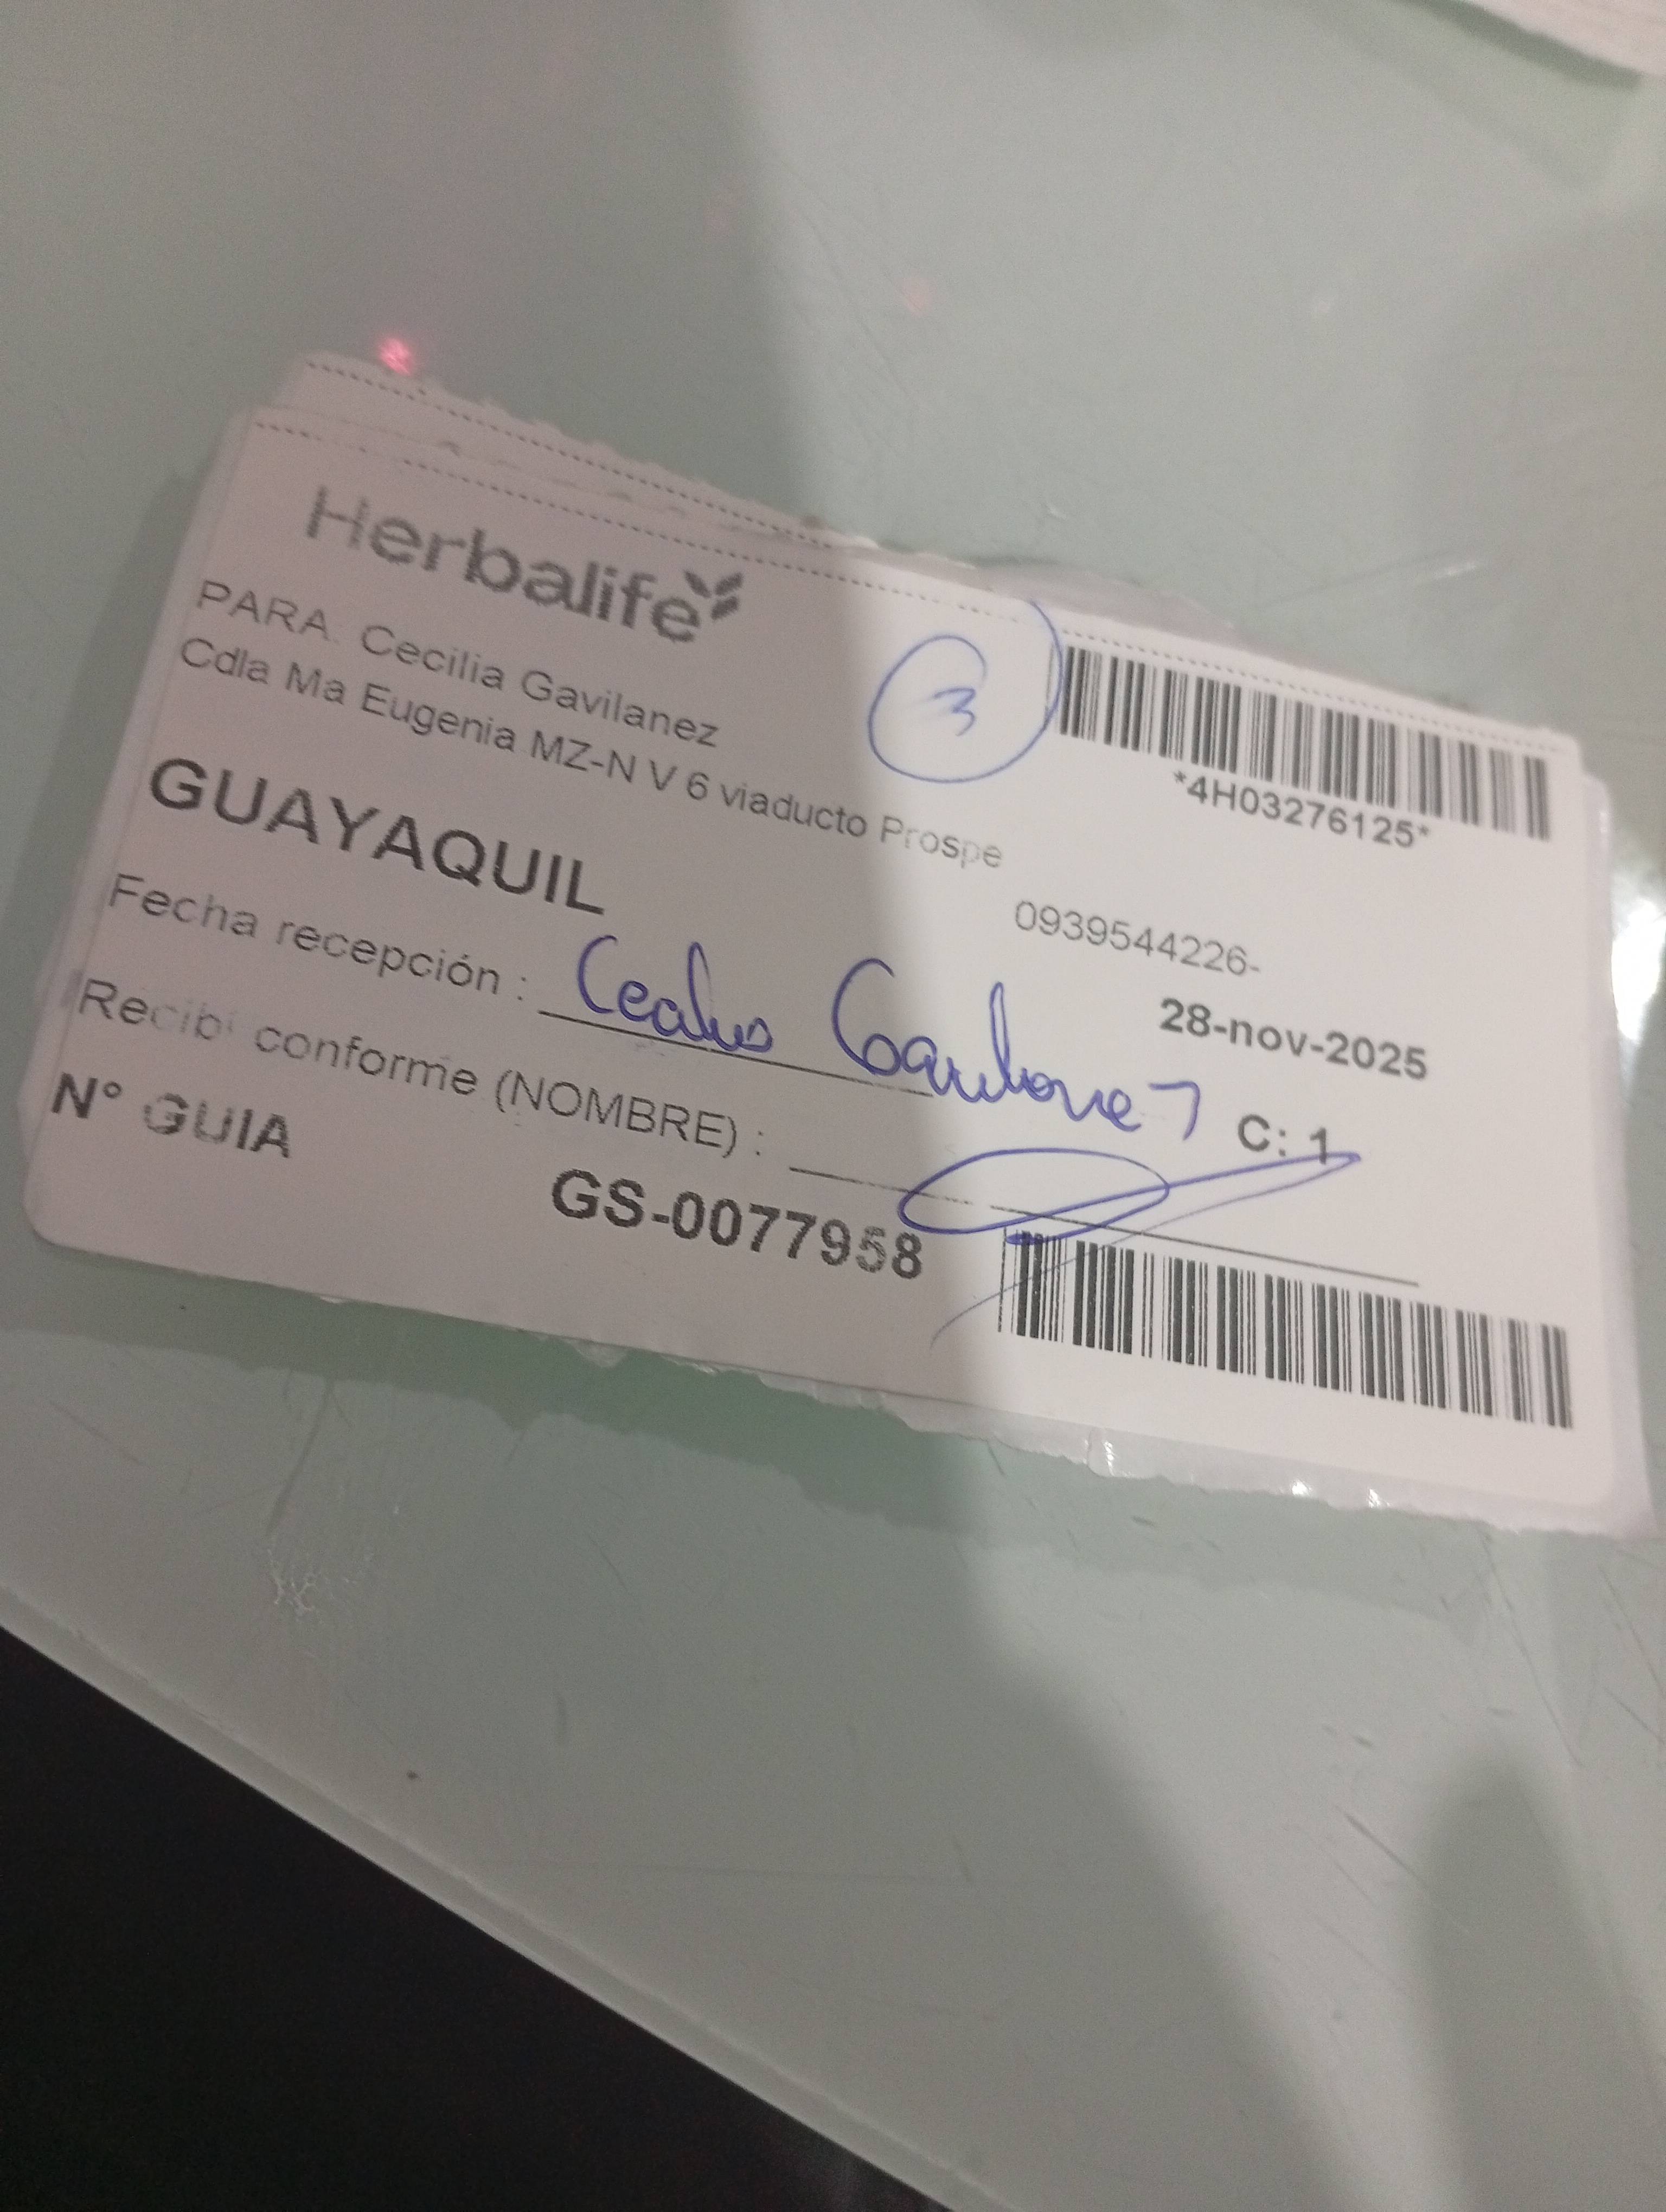 Herbalife
PARA. Cecilia Gavilanez
Cdla Ma Eugenia MZ-N V 6 viaducto Prospe
3
*4H03276125*
GUAYAQUIL
0939544226-
Fecha recepción :
28-nov-2025
Recibí conforme (NOMBRE) :
C: 1
N° GUIA
GS-0077958